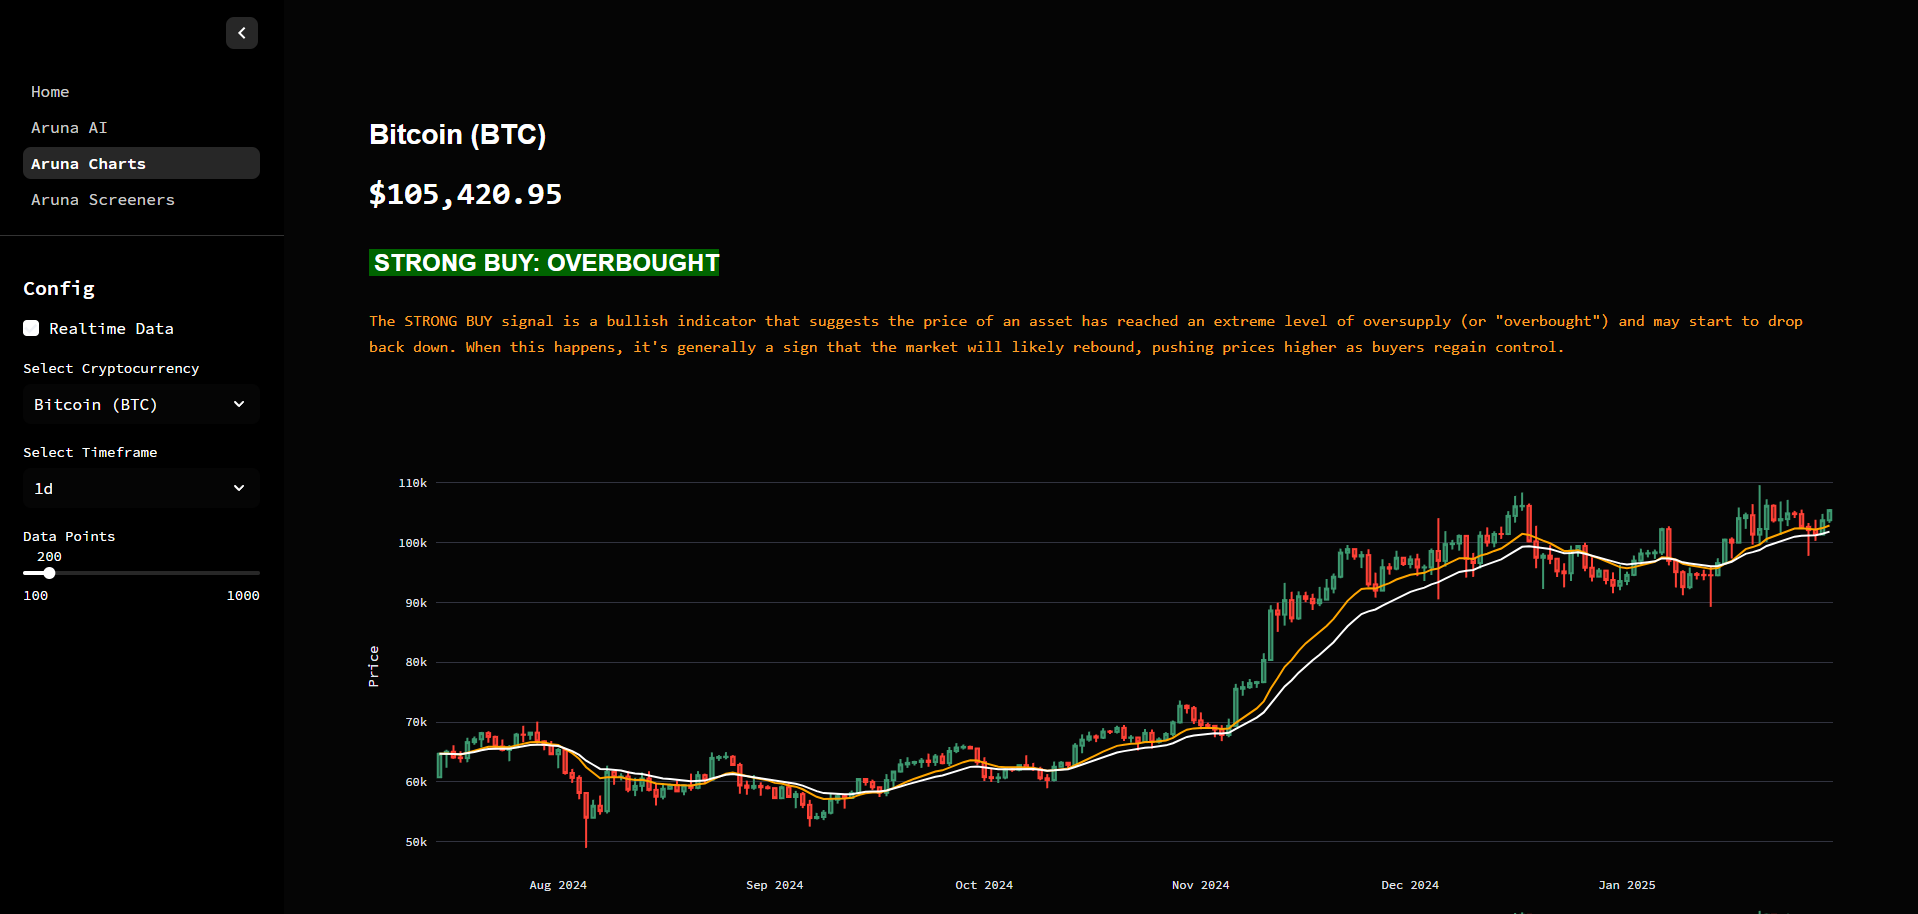 Home
Aruna AI
Aruna Charts
Aruna Screeners
Config
Realtime Data
Select Cryptocurrency
Bitcoin (BTC)
Select Timeframe
1d
Data Points
200
100 1000
Bitcoin (BTC)
$105,420.95
STRONG BUY: OVERBOUGHT
The STRONG BUY signal is a bullish indicator that suggests the price of an asset has reached an extreme level of oversupply (or "overbought") and may start to drop
back down. When this happens, it's generally a sign that the market will likely rebound, pushing prices higher as buyers regain control.
110k
100k
90k
80k
70k
60k
50k
Price
Aug 2024 Sep 2024 Oct 2024 Nov 2024 Dec 2024 Jan 2025